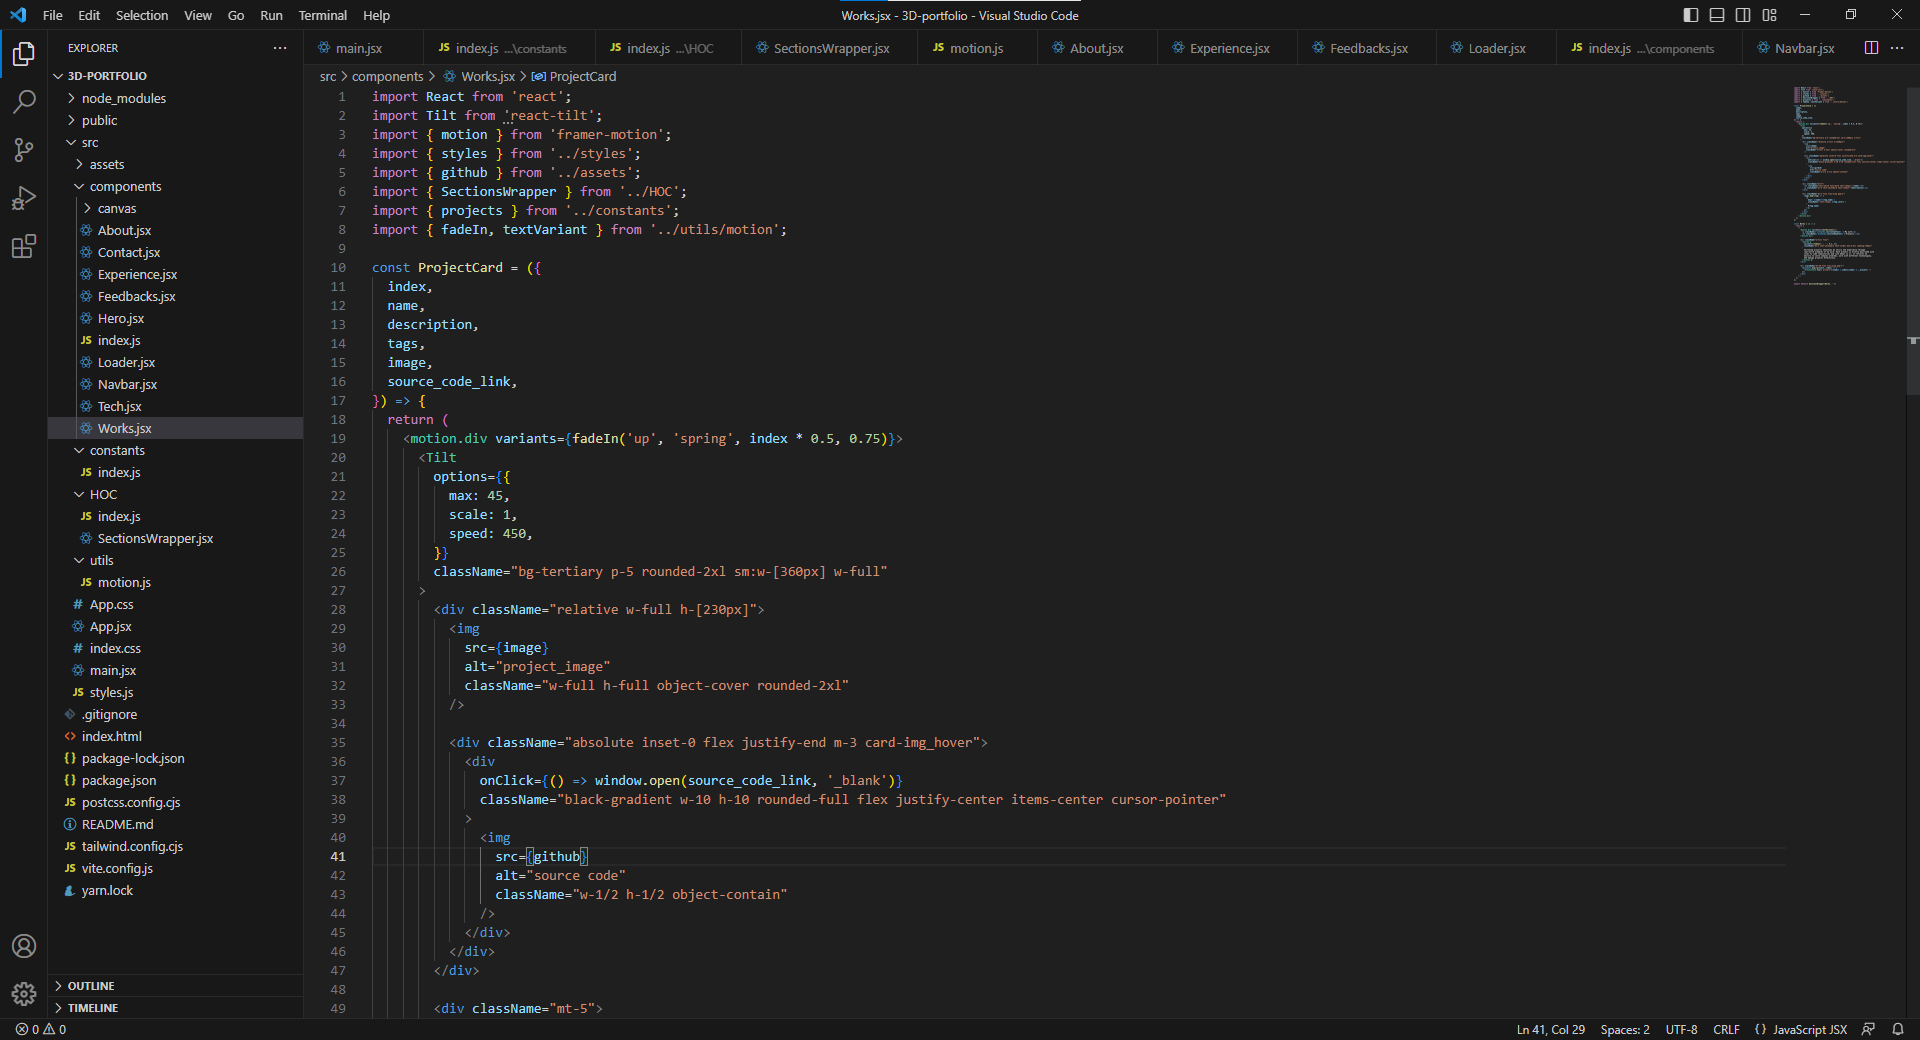 File Edit Selection View Go Run Terminal Help
Works.jsx - 3D-portfolio - Visual Studio Code
EXPLORER
3D-PORTFOLIO
node_modules
public
src
assets
components
canvas
About.jsx
Contact.jsx
Experience.jsx
Feedbacks.jsx
Hero.jsx
JS index.js
Loader.jsx
Navbar.jsx
Tech.jsx
Works.jsx
constants
JS index.js
HOC
JS index.js
SectionsWrapper.jsx
utils
JS motion.js
# App.css
App.jsx
# index.css
main.jsx
JS styles.js
.gitignore
<> index.html
{} package-lock.json
{} package.json
JS postcss.config.cjs
README.md
JS tailwind.config.cjs
JS vite.config.js
yarn.lock
OUTLINE
TIMELINE
main.jsx JS index.js ...\constants JS index.js ...\HOC SectionsWrapper.jsx JS motion.js About.jsx Experience.jsx Feedbacks.jsx Loader.jsx JS index.js ...\components Navbar.jsx
src > components > Works.jsx > ProjectCard
1 import React from 'react';
2 import Tilt from 'react-tilt';
3 import { motion } from 'framer-motion';
4 import { styles } from '../styles';
5 import { github } from '../assets';
6 import { SectionsWrapper } from '../HOC';
7 import { projects } from '../constants';
8 import { fadeIn, textVariant } from '../utils/motion';
9
10 const ProjectCard = ({
11 index,
12 name,
13 description,
14 tags,
15 image,
16 source_code_link,
17 }) => {
18 return (
19 <motion.div variants={fadeIn('up', 'spring', index * 0.5, 0.75)}>
20 <Tilt
21 options={{
22 max: 45,
23 scale: 1,
24 speed: 450,
25 }}
26 className="bg-tertiary p-5 rounded-2xl sm:w-[360px] w-full"
27 >
28 <div className="relative w-full h-[230px]">
29 <img
30 src={image}
31 alt="project_image"
32 className="w-full h-full object-cover rounded-2xl"
33 />
34
35 <div className="absolute inset-0 flex justify-end m-3 card-img_hover">
36 <div
37 onClick={() => window.open(source_code_link, '_blank')}
38 className="black-gradient w-10 h-10 rounded-full flex justify-center items-center cursor-pointer"
39 >
40 <img
41 src={github}
42 alt="source code"
43 className="w-1/2 h-1/2 object-contain"
44 />
45 </div>
46 </div>
47 </div>
48
49 <div className="mt-5">
0 0
Ln 41, Col 29 Spaces: 2 UTF-8 CRLF {} JavaScript JSX